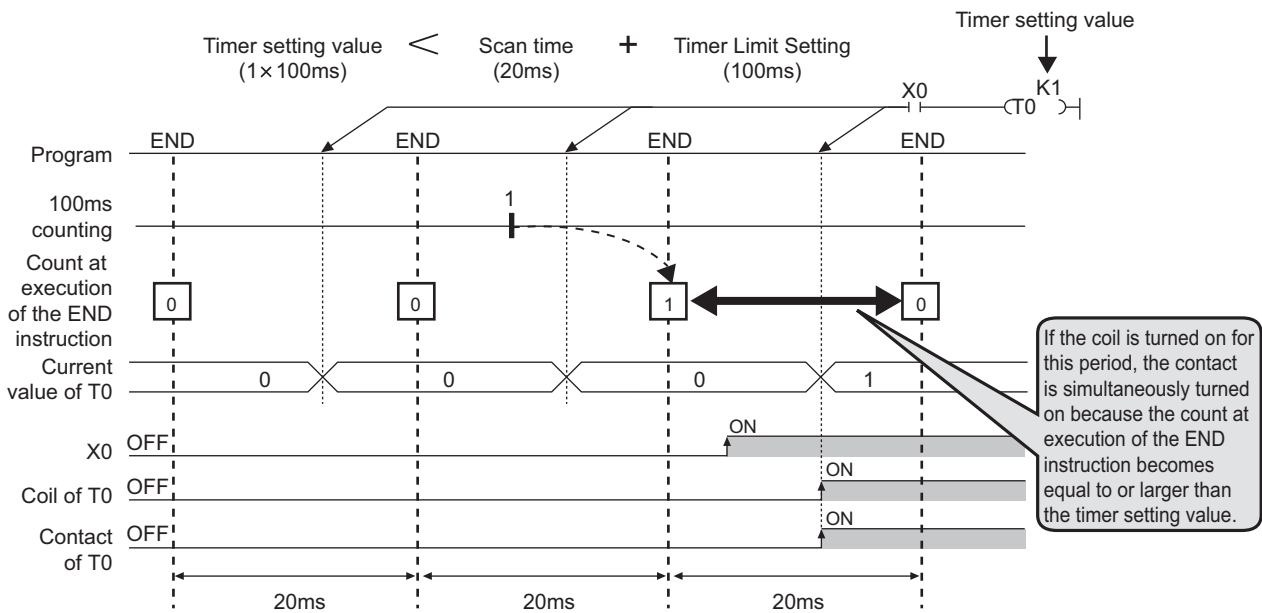 Timer setting value
Timer setting value < Scan time + Timer Limit Setting
(1×100ms) (20ms) (100ms)
X0 K1
T0
END END END END
Program
1
100ms
counting
Count at
execution
of the END
instruction
0 0 1 0
Current
value of T0
0 0 0 1
If the coil is turned on for
this period, the contact
is simultaneously turned
on because the count at
execution of the END
instruction becomes
equal to or larger than
the timer setting value.
X0 OFF ON
Coil of T0 OFF ON
Contact
of T0
OFF ON
20ms 20ms 20ms